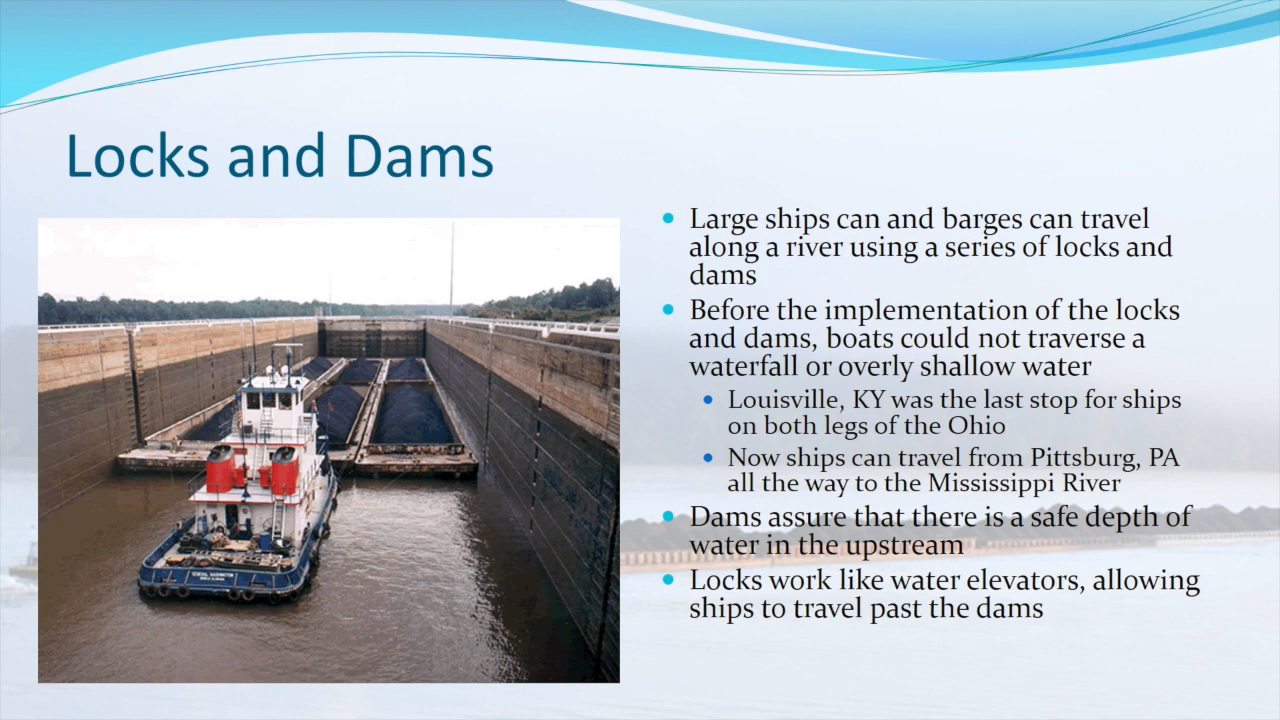 Locks and Dams
Large ships can and barges can travel
along a river using a series of locks and
dams
Before the implementation of the locks
and dams, boats could not traverse a
waterfall or overly shallow water
Louisville, KY was the last stop for ships
on both legs of the Ohio
Now ships can travel from Pittsburg, PA
all the way to the Mississippi River
Dams assure that there is a safe depth of
water in the upstream
Locks work like water elevators, allowing
ships to travel past the dams